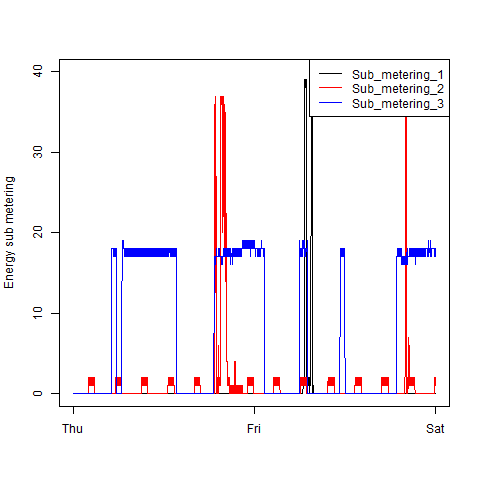 40
30
20
10
0
Energy sub metering
Sub_metering_1
Sub_metering_2
Sub_metering_3
Thu
Fri
Sat